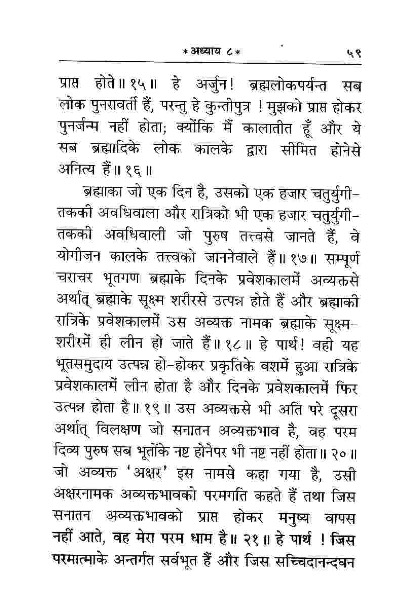 * अध्याय ८ *
५९
प्राप्त होते॥ १५॥ हे अर्जुन! ब्रह्मलोकपर्यन्त सब
लोक पुनरावर्ती हैं, परन्तु हे कुन्तीपुत्र ! मुझको प्राप्त होकर
पुनर्जन्म नहीं होता; क्योंकि मैं कालातीत हूँ और ये
सब ब्रह्मादिके लोक कालके द्वारा सीमित होनेसे
अनित्य हैं॥ १६॥
ब्रह्माका जो एक दिन है, उसको एक हजार चतुर्युगी-
तककी अवधिवाला और रात्रिको भी एक हजार चतुर्युगी-
तककी अवधिवाली जो पुरुष तत्त्वसे जानते हैं, वे
योगीजन कालके तत्त्वको जाननेवाले हैं॥ १७॥ सम्पूर्ण
चराचर भूतगण ब्रह्माके दिनके प्रवेशकालमें अव्यक्तसे
अर्थात् ब्रह्माके सूक्ष्म शरीरसे उत्पन्न होते हैं और ब्रह्माकी
रात्रिके प्रवेशकालमें उस अव्यक्त नामक ब्रह्माके सूक्ष्म-
शरीरमें ही लीन हो जाते हैं॥ १८॥ हे पार्थ! वही यह
भूतसमुदाय उत्पन्न हो-होकर प्रकृतिके वशमें हुआ रात्रिके
प्रवेशकालमें लीन होता है और दिनके प्रवेशकालमें फिर
उत्पन्न होता है॥ १९॥ उस अव्यक्तसे भी अति परे दूसरा
अर्थात् विलक्षण जो सनातन अव्यक्तभाव है, वह परम
दिव्य पुरुष सब भूतोंके नष्ट होनेपर भी नष्ट नहीं होता॥ २०॥
जो अव्यक्त ‘अक्षर’ इस नामसे कहा गया है, उसी
अक्षरनामक अव्यक्तभावको परमगति कहते हैं तथा जिस
सनातन अव्यक्तभावको प्राप्त होकर मनुष्य वापस
नहीं आते, वह मेरा परम धाम है॥ २१॥ हे पार्थ ! जिस
परमात्माके अन्तर्गत सर्वभूत हैं और जिस सच्चिदानन्दघन